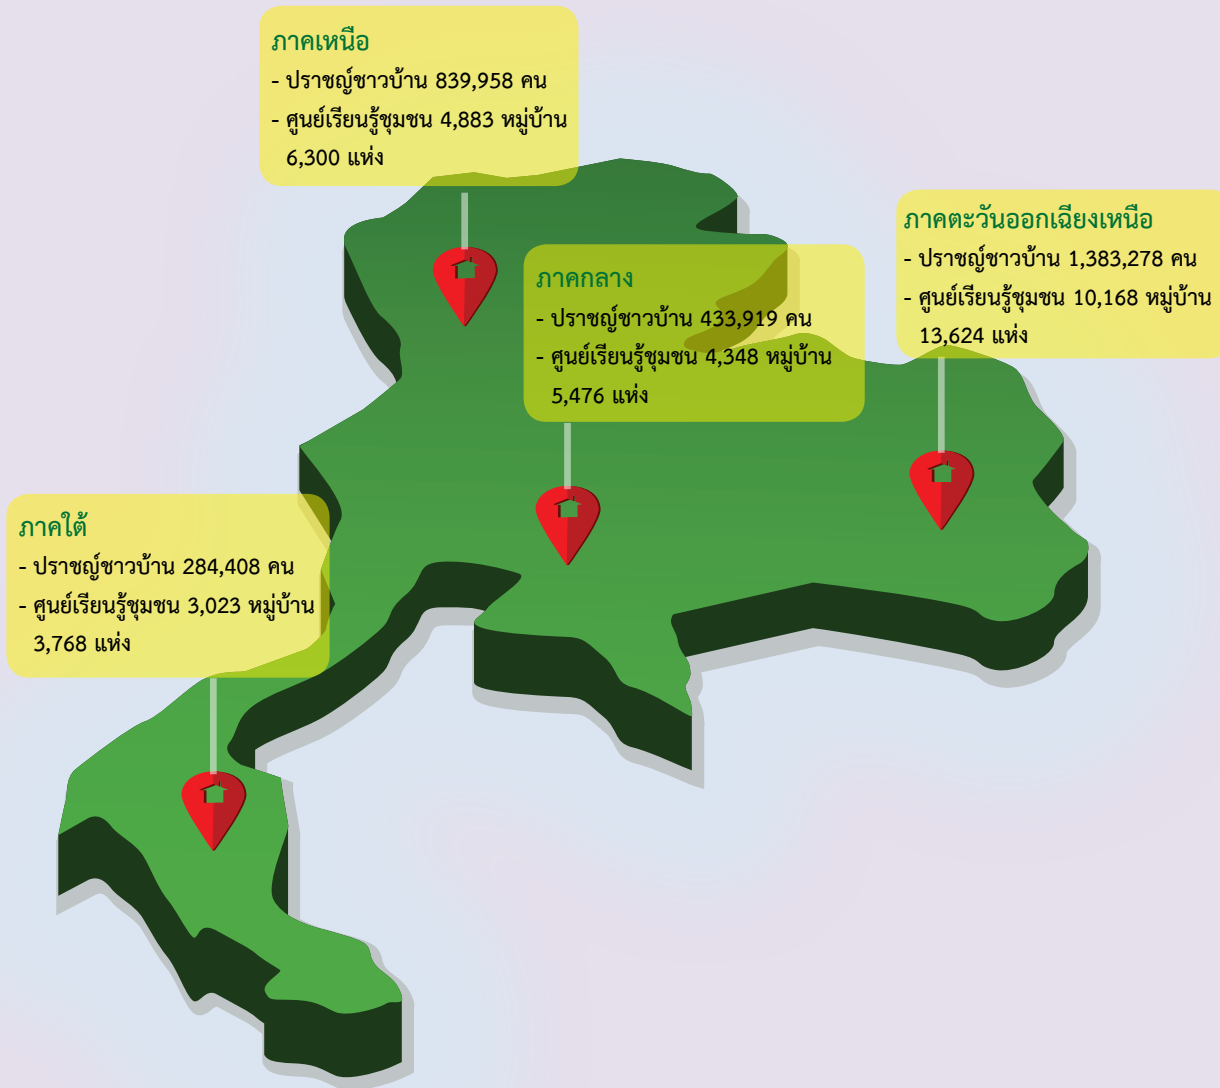 ภาคเหนือ
- ปราชญ์ชาวบ้าน 839,958 คน
- ศูนย์เรียนรู้ชุมชน 4,883 หมู่บ้าน
6,300 แห่ง
ภาคตะวันออกเฉียงเหนือ
- ปราชญ์ชาวบ้าน 1,383,278 คน
- ศูนย์เรียนรู้ชุมชน 10,168 หมู่บ้าน
13,624 แห่ง
ภาคกลาง
- ปราชญ์ชาวบ้าน 433,919 คน
- ศูนย์เรียนรู้ชุมชน 4,348 หมู่บ้าน
5,476 แห่ง
ภาคใต้
- ปราชญ์ชาวบ้าน 284,408 คน
- ศูนย์เรียนรู้ชุมชน 3,023 หมู่บ้าน
3,768 แห่ง